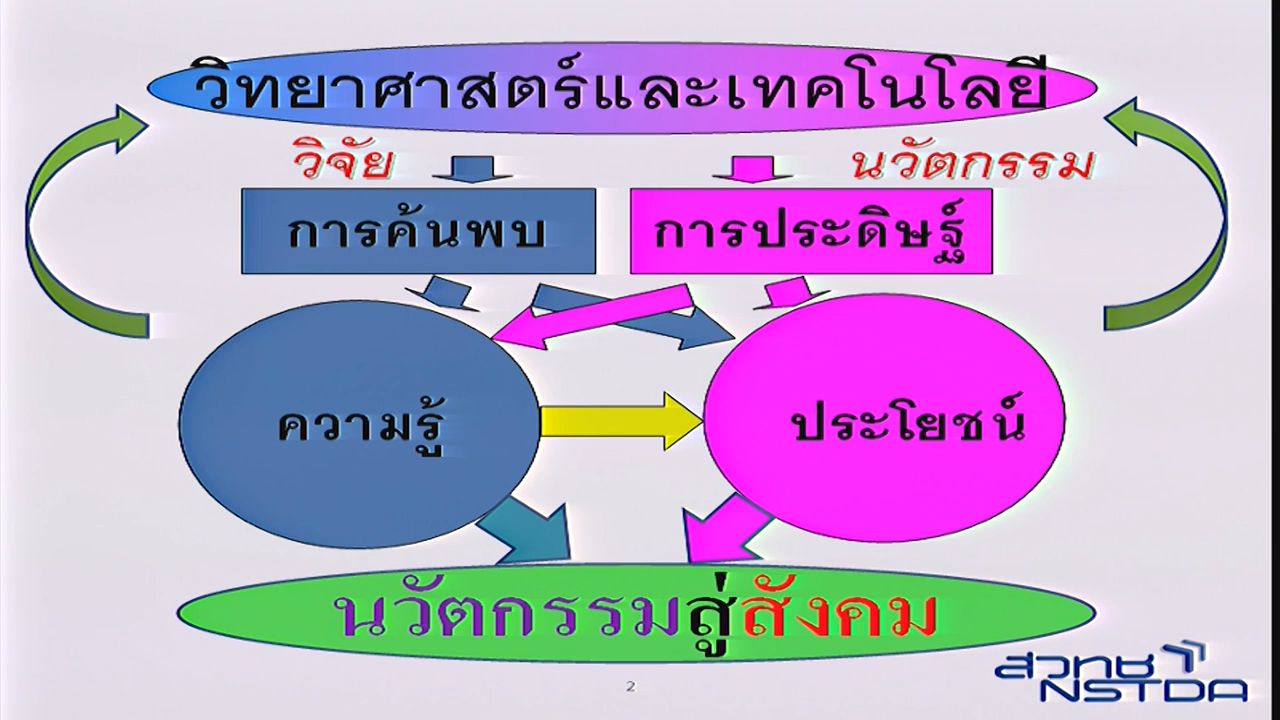 วิทยาศาสตร์และเทคโนโลยี
วิจัย
นวัตกรรม
การค้นพบ
การประดิษฐ์
ความรู้
ประโยชน์
นวัตกรรมสู่สังคม
สวทช
NSTDA
2